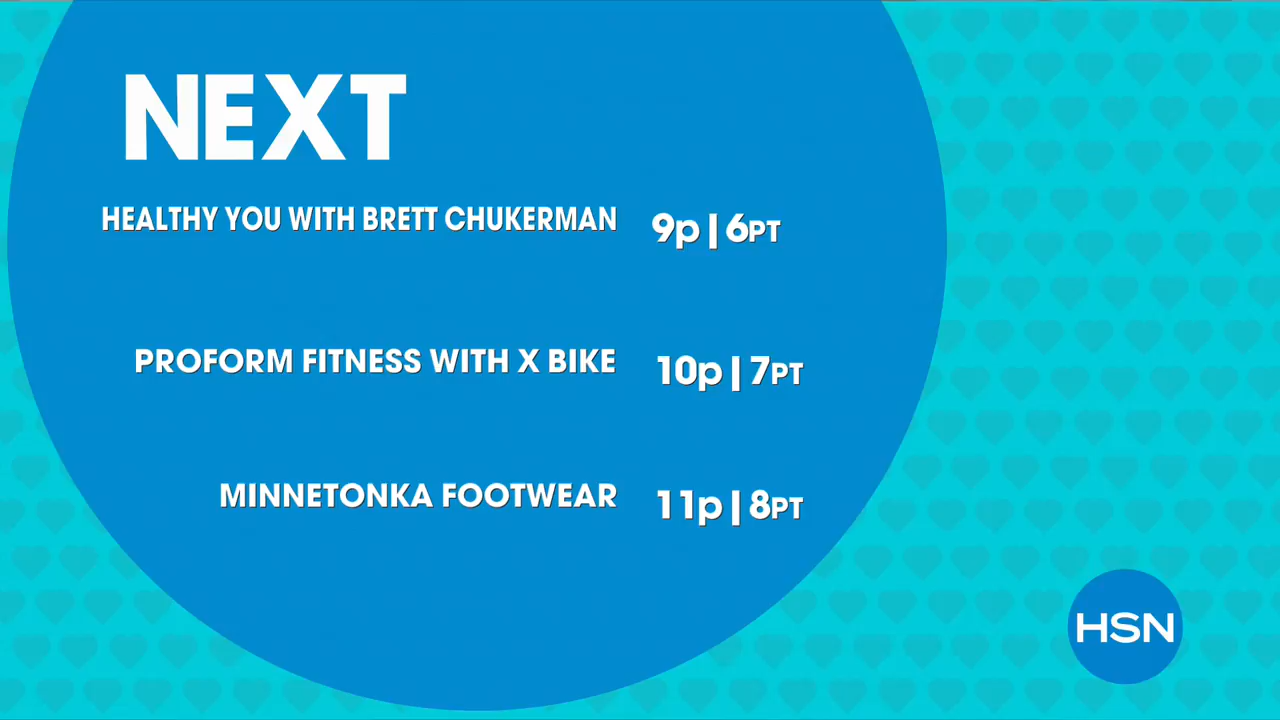 NEXT
HEALTHY YOU WITH BRETT CHUKERMAN 9p | 6PT
PROFORM FITNESS WITH X BIKE 10p | 7PT
MINNETONKA FOOTWEAR 11p | 8PT
HSN